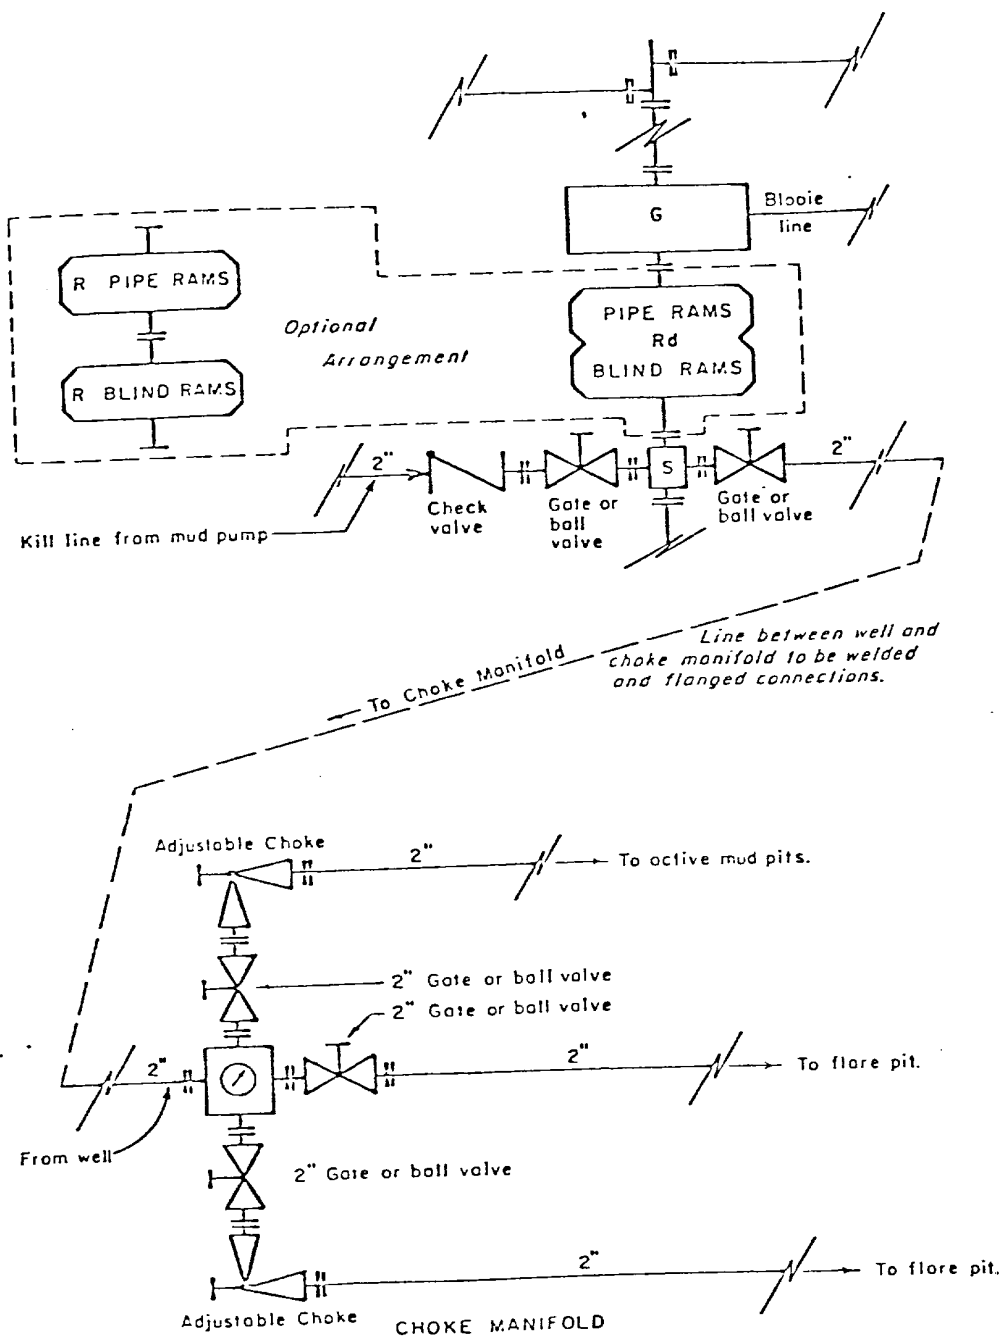 G
Blooie
line
R PIPE RAMS
PIPE RAMS
Rd
BLIND RAMS
Optional
Arrangement
R BLIND RAMS
2"
S
2"
Check
valve
Gate or
ball
valve
Gate or
ball valve
Kill line from mud pump
Line between well and
choke manifold to be welded
and flanged connections.
To Choke Manifold
Adjustable Choke
2"
To active mud pits.
2" Gate or ball valve
2" Gate or ball valve
2"
2"
To flare pit.
From well
2" Gate or ball valve
2"
To flare pit.
Adjustable Choke
CHOKE MANIFOLD